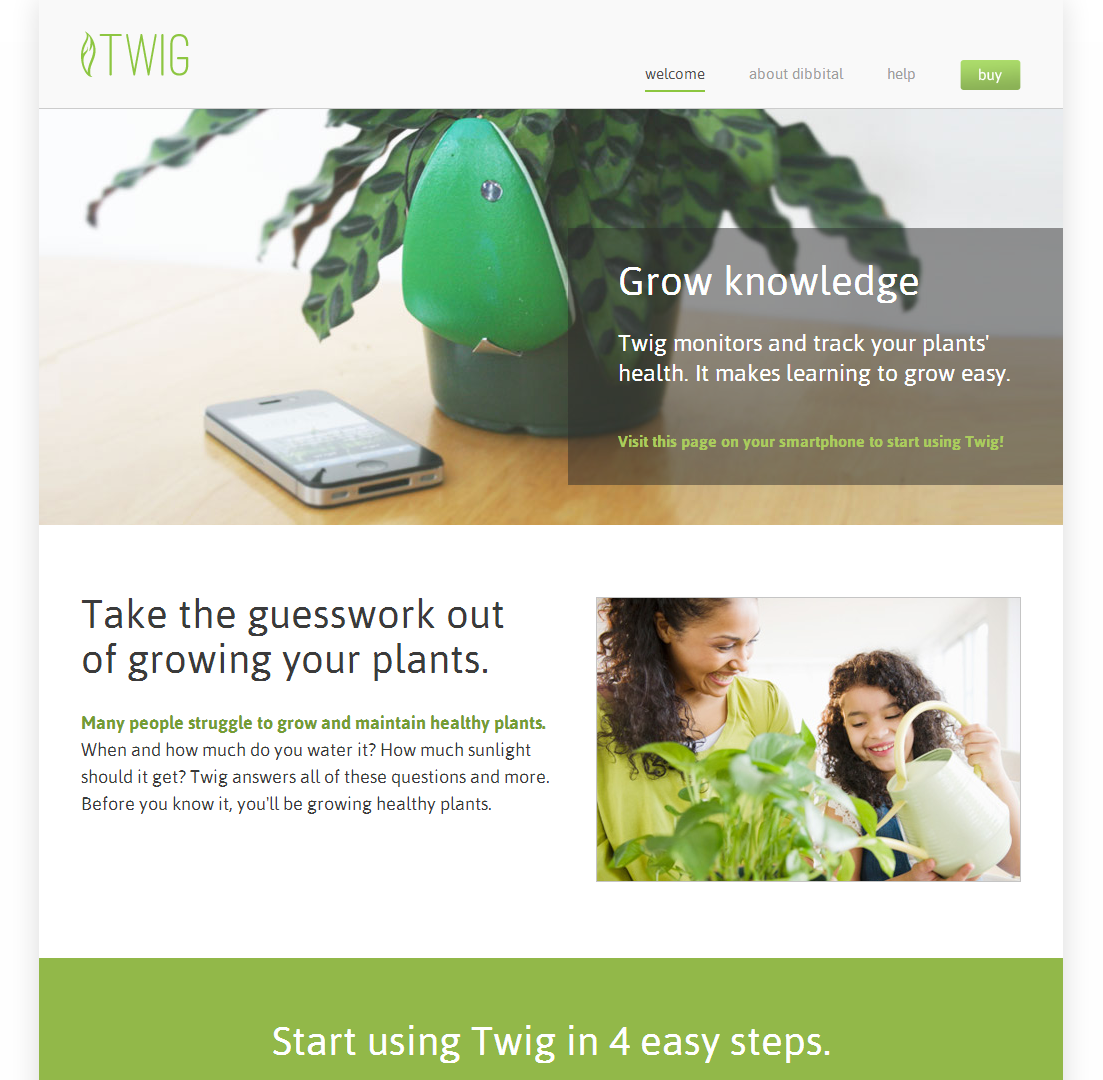 TWIG
welcome about dibbital help buy
Grow knowledge
Twig monitors and track your plants'
health. It makes learning to grow easy.
Visit this page on your smartphone to start using Twig!
Take the guesswork out
of growing your plants.
Many people struggle to grow and maintain healthy plants.
When and how much do you water it? How much sunlight
should it get? Twig answers all of these questions and more.
Before you know it, you'll be growing healthy plants.
Start using Twig in 4 easy steps.